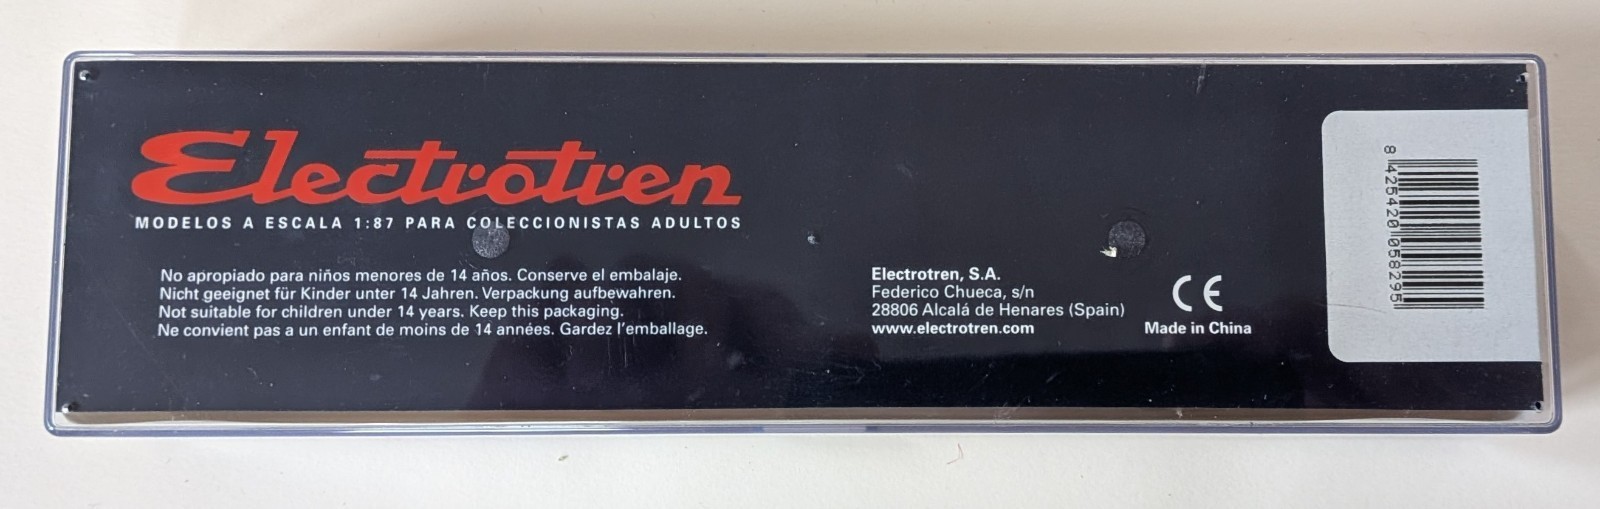 Electrotren
MODELOS A ESCALA 1:87 PARA COLECCIONISTAS ADULTOS
No apropiado para niños menores de 14 años. Conserve el embalaje.
Nicht geeignet für Kinder unter 14 Jahren. Verpackung aufbewahren.
Not suitable for children under 14 years. Keep this packaging.
Ne convient pas a un enfant de moins de 14 années. Gardez l'emballage.
Electrotren, S.A.
Federico Chueca, s/n
28806 Alcalá de Henares (Spain)
www.electrotren.com
CE
Made in China
8 425420 058295